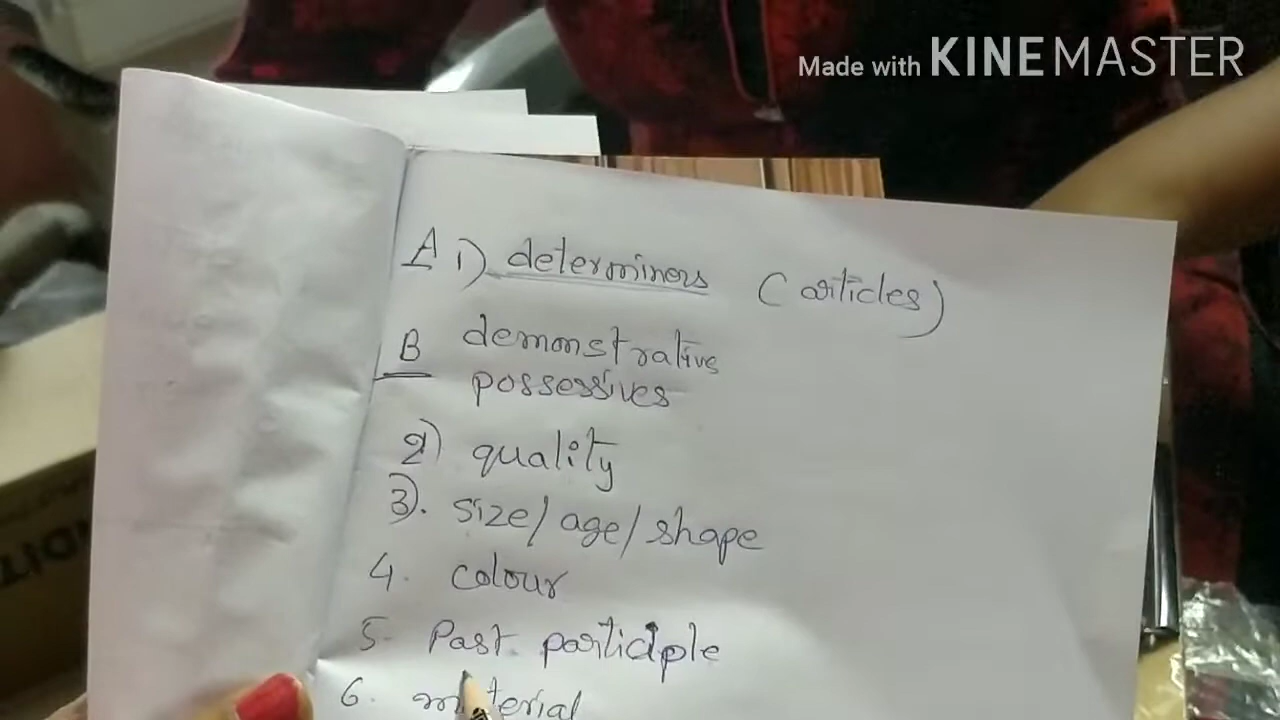 Made with KINEMASTER
A 1) determiners (articles)
B demonstrative
possessives
2) quality
3). size/age/shape
4. colour
5. Past participle
6. material